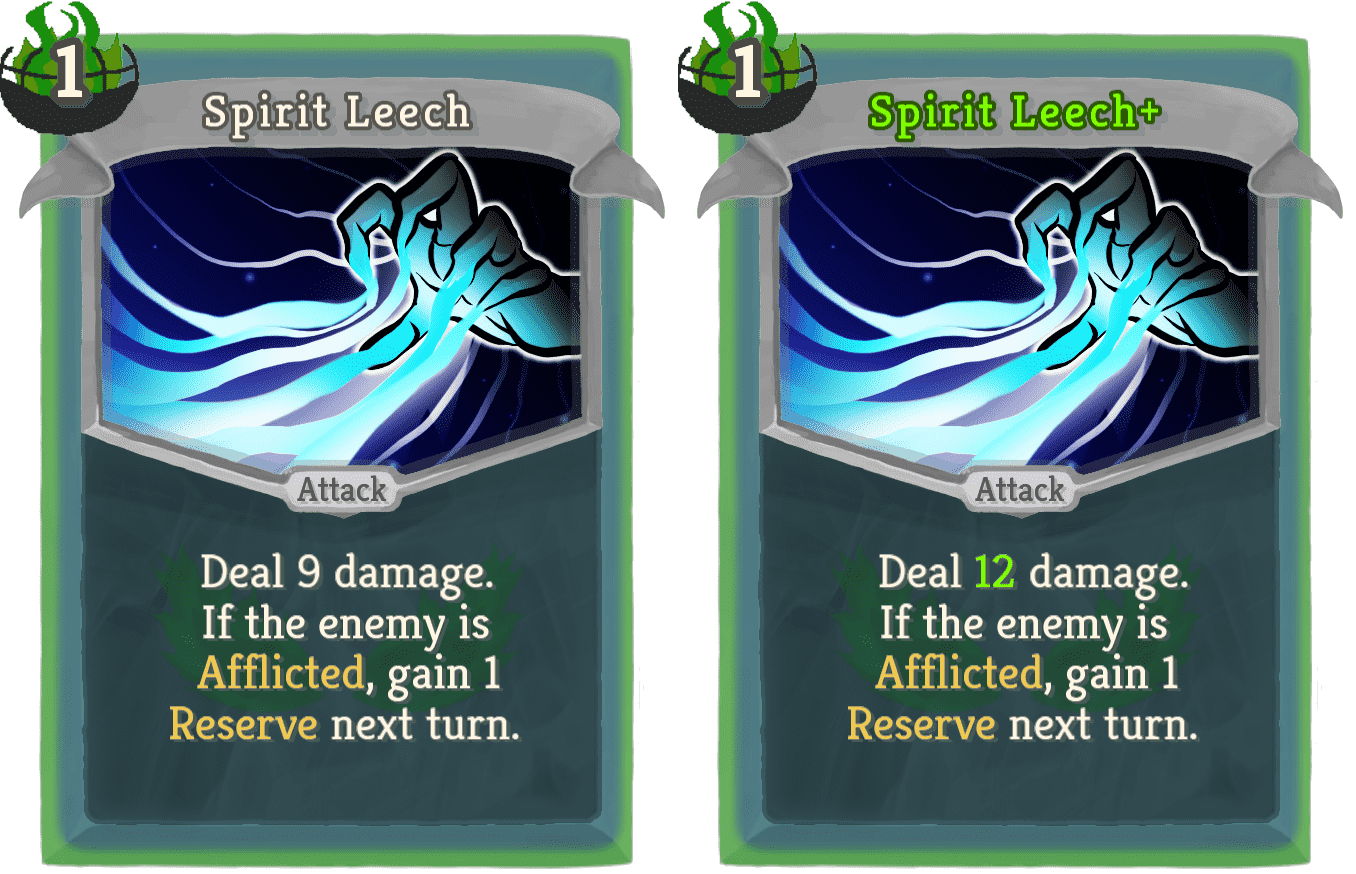 1
Spirit Leech
Attack
Deal 9 damage.
If the enemy is
Afflicted, gain 1
Reserve next turn.
1
Spirit Leech+
Attack
Deal 12 damage.
If the enemy is
Afflicted, gain 1
Reserve next turn.